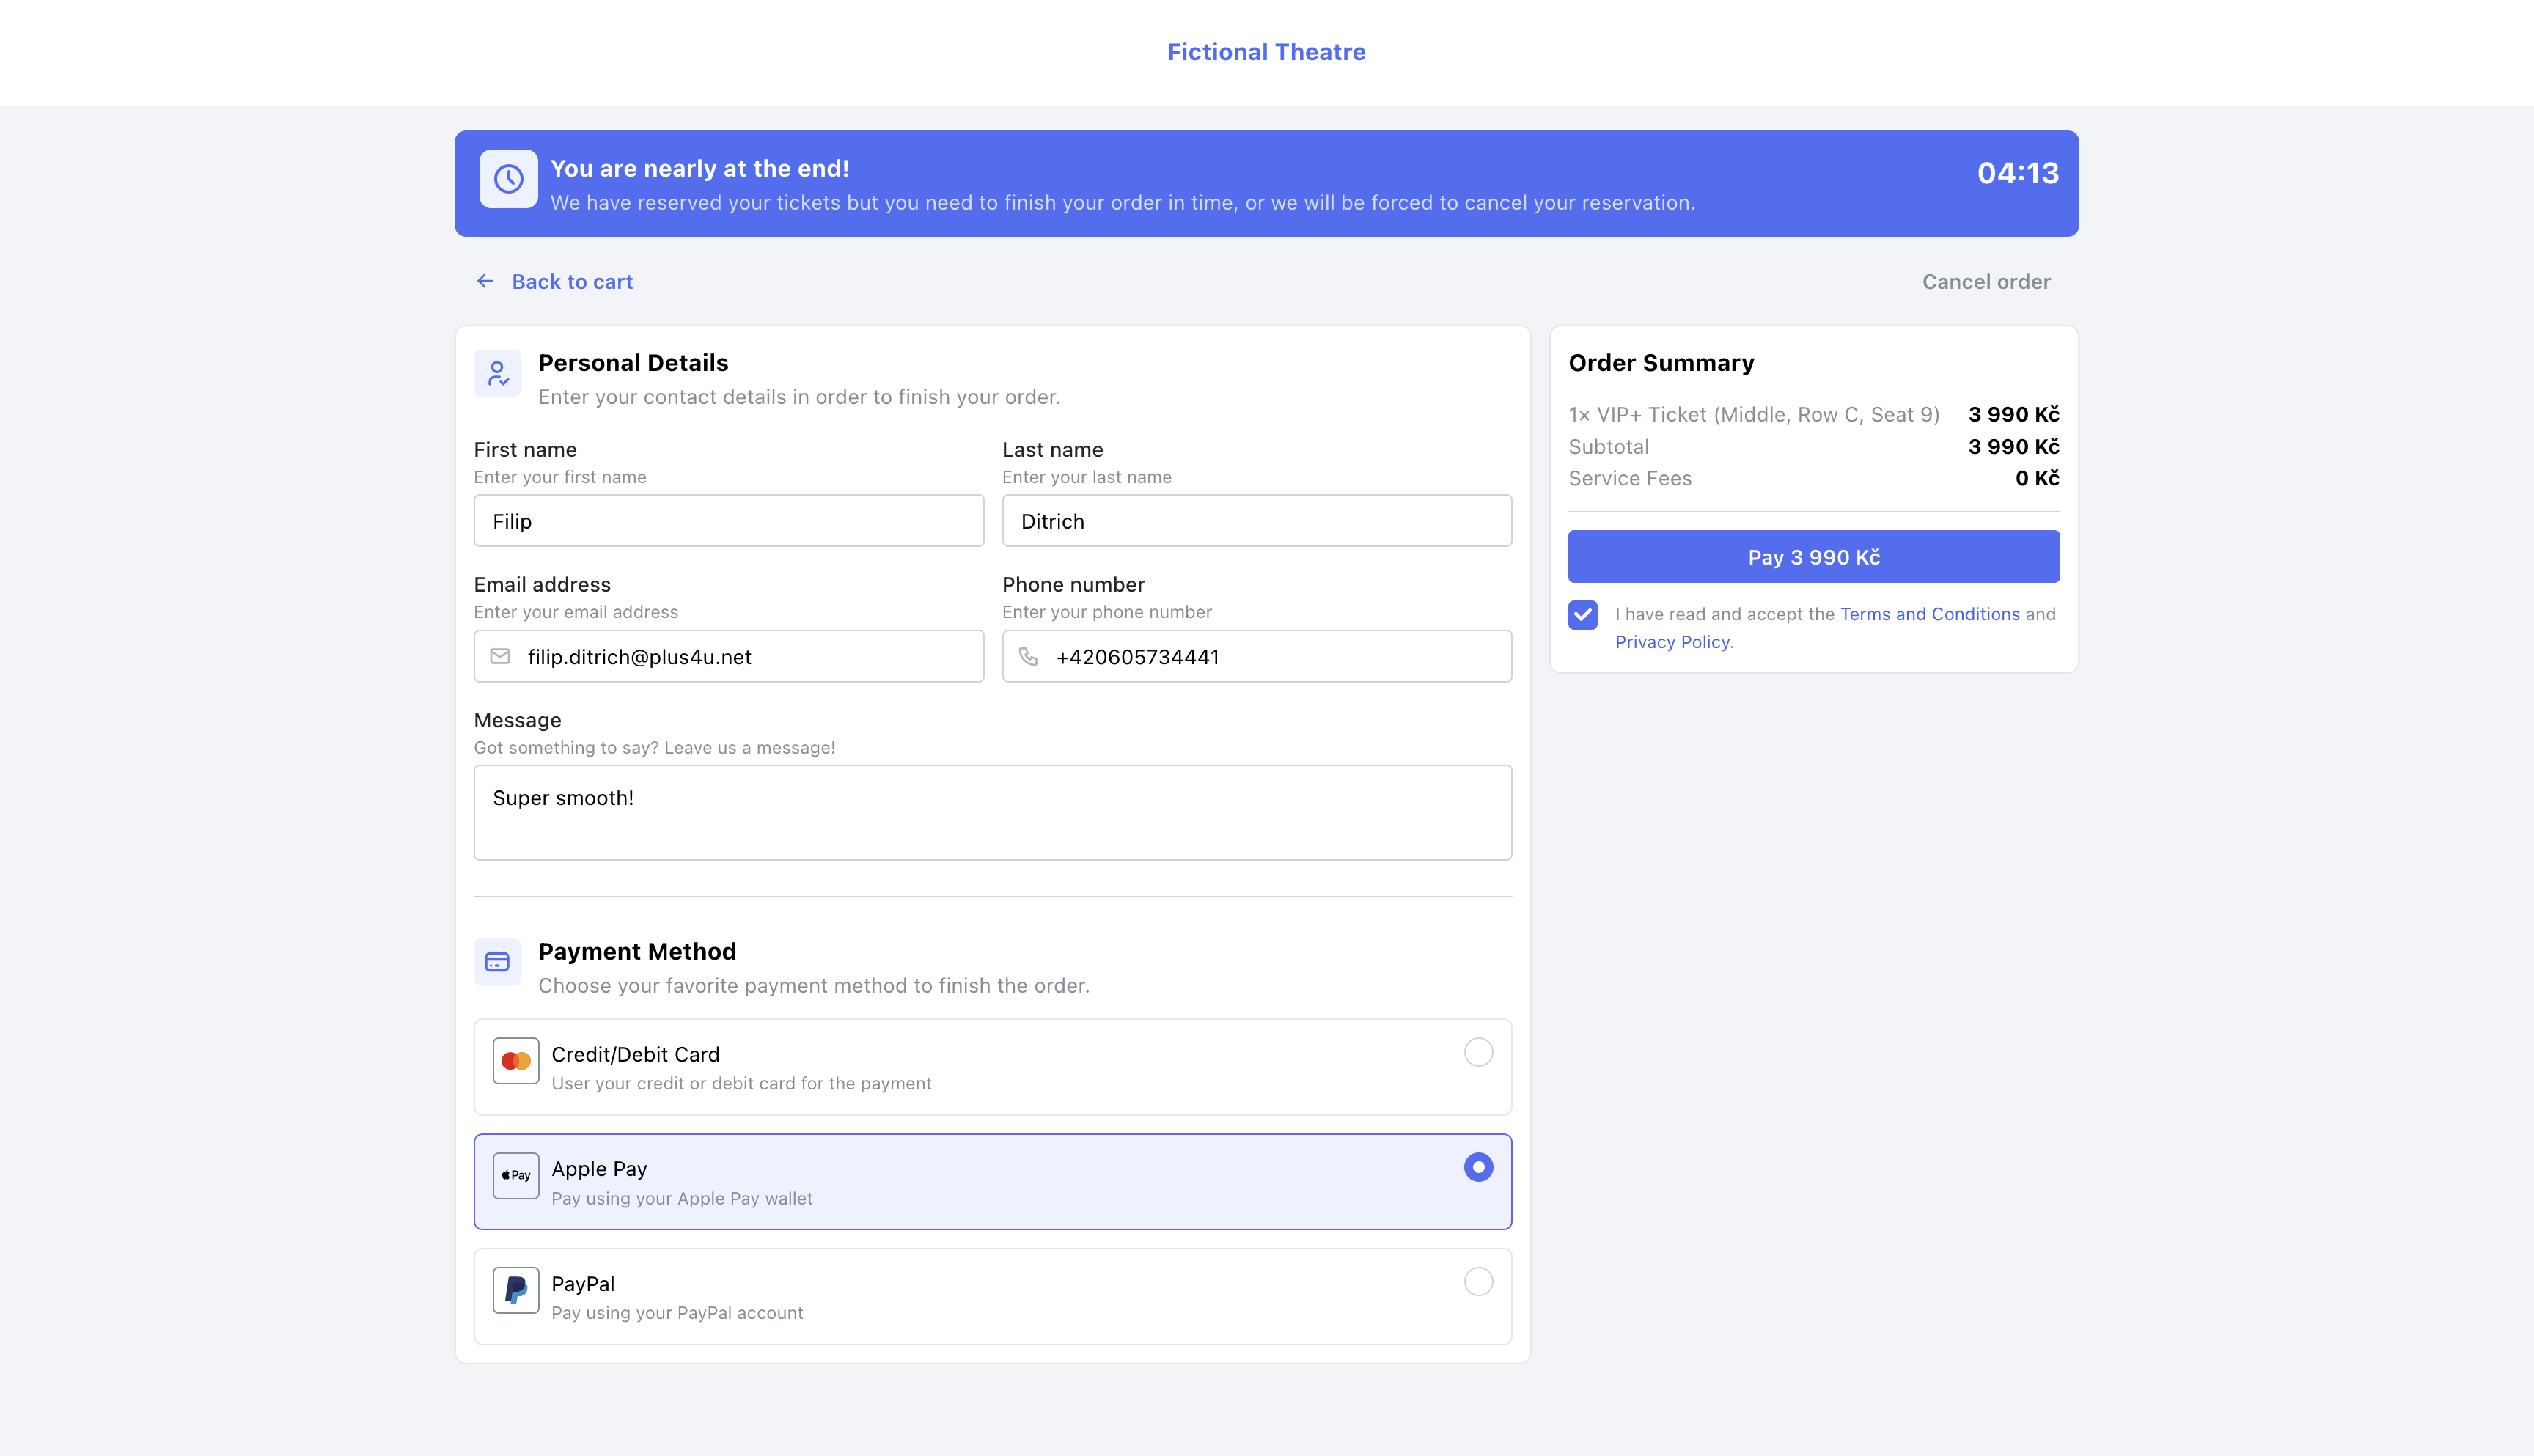 Fictional Theatre
You are nearly at the end!
04:13
We have reserved your tickets but you need to finish your order in time, or we will be forced to cancel your reservation.
Back to cart
Cancel order
Personal Details
Enter your contact details in order to finish your order.
First name
Enter your first name
Filip
Last name
Enter your last name
Ditrich
Email address
Enter your email address
filip.ditrich@plus4u.net
Phone number
Enter your phone number
+420605734441
Message
Got something to say? Leave us a message!
Super smooth!
Payment Method
Choose your favorite payment method to finish the order.
Credit/Debit Card
User your credit or debit card for the payment
Pay
Apple Pay
Pay using your Apple Pay wallet
PayPal
Pay using your PayPal account
Order Summary
1× VIP+ Ticket (Middle, Row C, Seat 9) 3 990 Kč
Subtotal 3 990 Kč
Service Fees 0 Kč
Pay 3 990 Kč
I have read and accept the Terms and Conditions and
Privacy Policy.